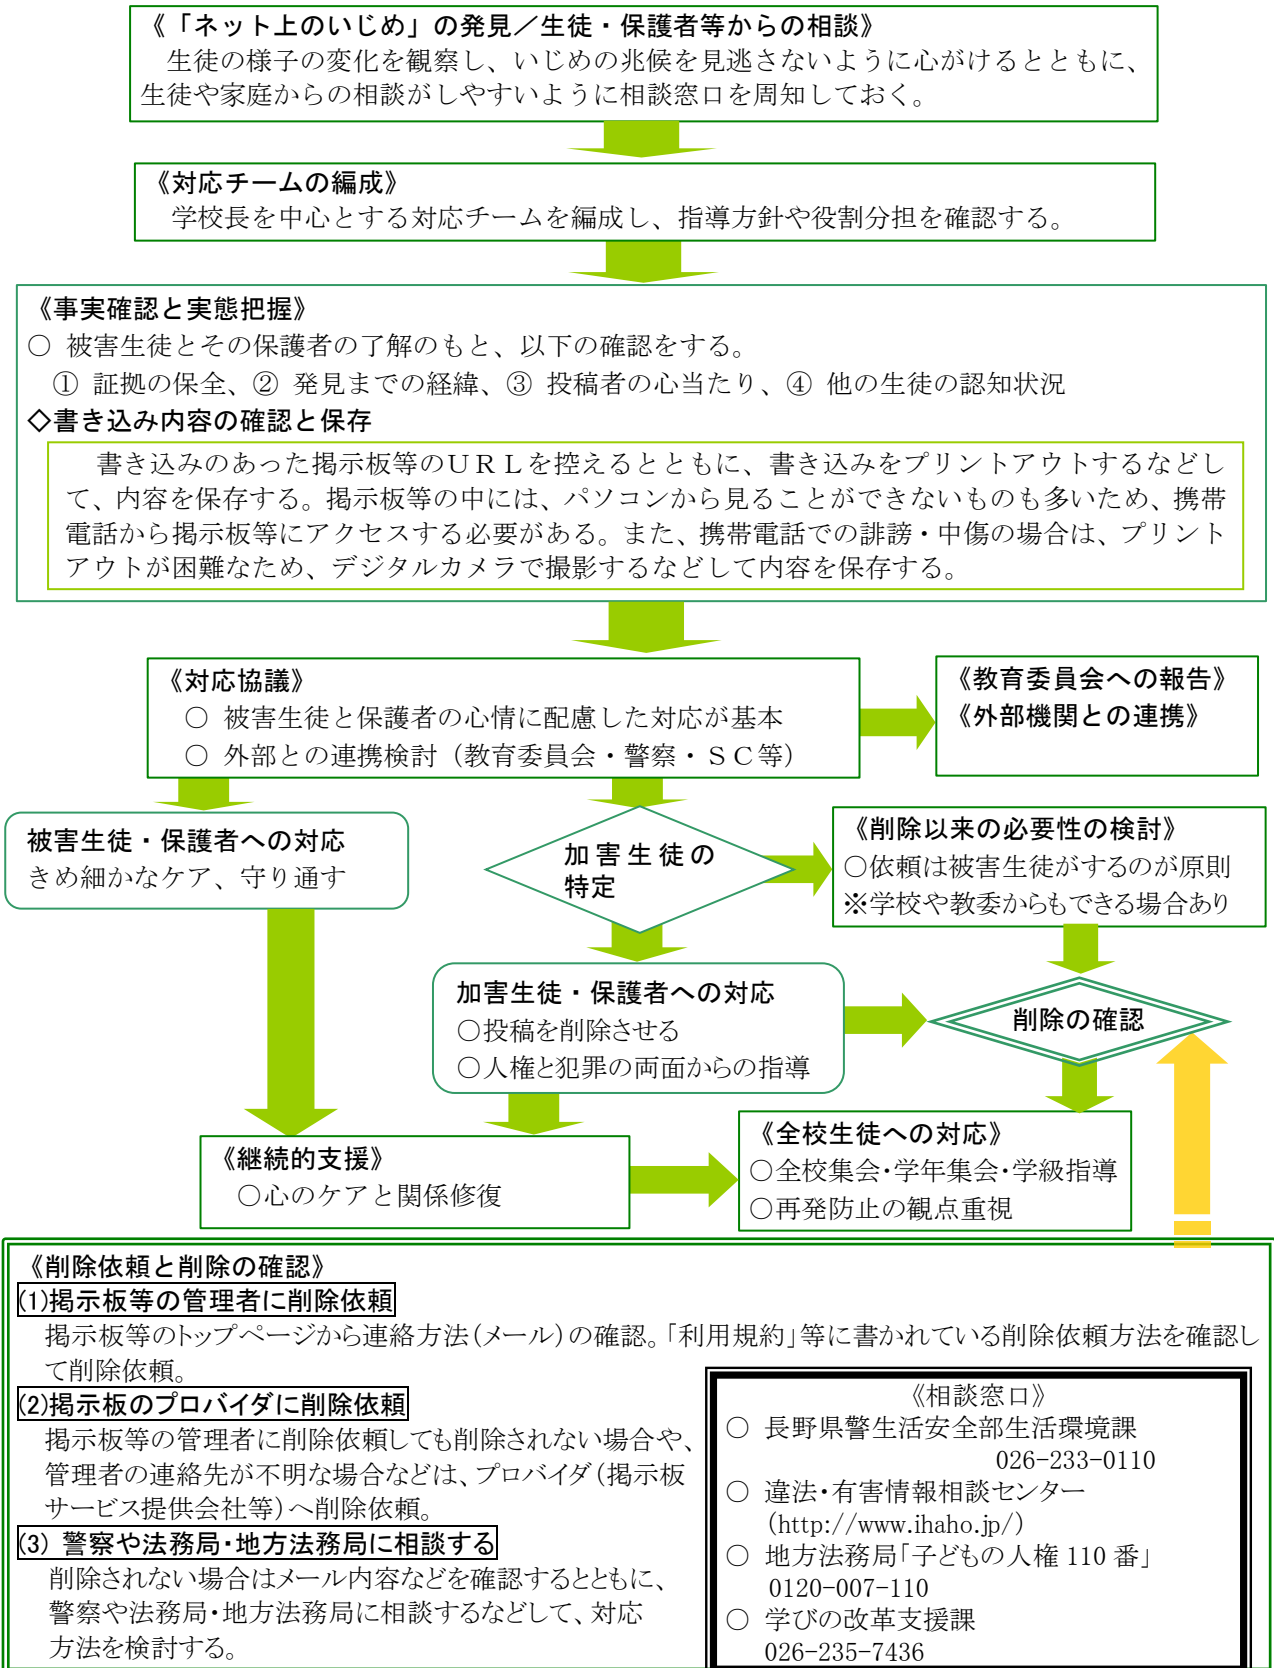 《「ネット上のいじめ」の発見／生徒・保護者等からの相談》
生徒の様子の変化を観察し、いじめの兆候を見逃さないように心がけるとともに、
生徒や家庭からの相談がしやすいように相談窓口を周知しておく。
《対応チームの編成》
学校長を中心とする対応チームを編成し、指導方針や役割分担を確認する。
《事実確認と実態把握》
○ 被害生徒とその保護者の了解のもと、以下の確認をする。
① 証拠の保全、② 発見までの経緯、③ 投稿者の心当たり、④ 他の生徒の認知状況
◇書き込み内容の確認と保存
書き込みのあった掲示板等のＵＲＬを控えるとともに、書き込みをプリントアウトするなどし
て、内容を保存する。掲示板等の中には、パソコンから見ることができないものも多いため、携帯
電話から掲示板等にアクセスする必要がある。また、携帯電話での誹謗・中傷の場合は、プリント
アウトが困難なため、デジタルカメラで撮影するなどして内容を保存する。
《対応協議》
○ 被害生徒と保護者の心情に配慮した対応が基本
○ 外部との連携検討（教育委員会・警察・ＳＣ等）
《教育委員会への報告》
《外部機関との連携》
被害生徒・保護者への対応
きめ細かなケア、守り通す
加害生徒の
特定
《削除以来の必要性の検討》
○依頼は被害生徒がするのが原則
※学校や教委からもできる場合あり
加害生徒・保護者への対応
○投稿を削除させる
○人権と犯罪の両面からの指導
削除の確認
《継続的支援》
○心のケアと関係修復
《全校生徒への対応》
○全校集会・学年集会・学級指導
○再発防止の観点重視
《削除依頼と削除の確認》
(1)掲示板等の管理者に削除依頼
掲示板等のトップページから連絡方法(メール)の確認。「利用規約」等に書かれている削除依頼方法を確認し
て削除依頼。
(2)掲示板のプロバイダに削除依頼
掲示板等の管理者に削除依頼しても削除されない場合や、
管理者の連絡先が不明な場合などは、プロバイダ(掲示板
サービス提供会社等)へ削除依頼。
(3) 警察や法務局・地方法務局に相談する
削除されない場合はメール内容などを確認するとともに、
警察や法務局・地方法務局に相談するなどして、対応
方法を検討する。
《相談窓口》
○ 長野県警生活安全部生活環境課
026-233-0110
○ 違法・有害情報相談センター
(http://www.ihaho.jp/)
○ 地方法務局「子どもの人権 110 番」
0120-007-110
○ 学びの改革支援課
026-235-7436